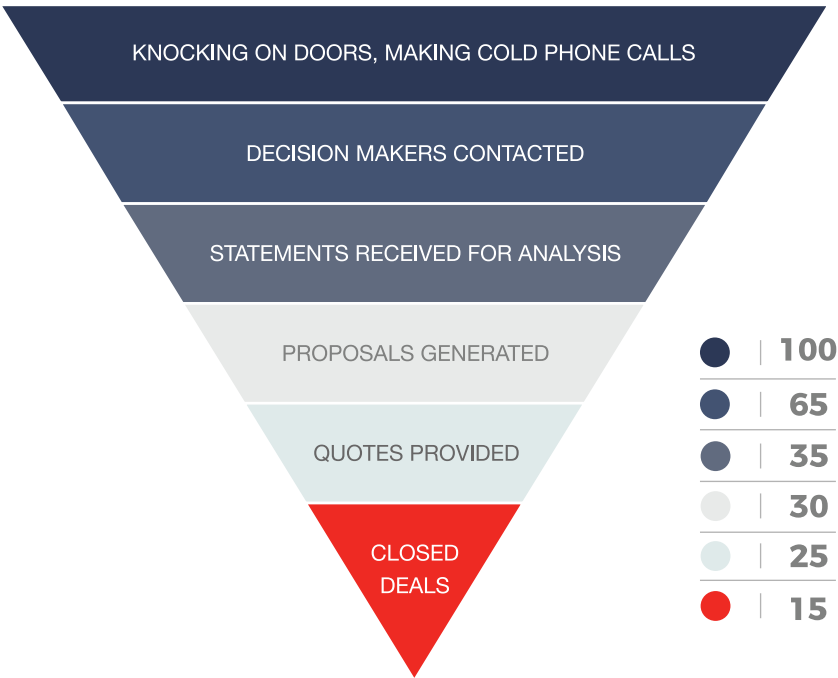 KNOCKING ON DOORS, MAKING COLD PHONE CALLS
DECISION MAKERS CONTACTED
STATEMENTS RECEIVED FOR ANALYSIS
PROPOSALS GENERATED
QUOTES PROVIDED
CLOSED
DEALS
100
65
35
30
25
15